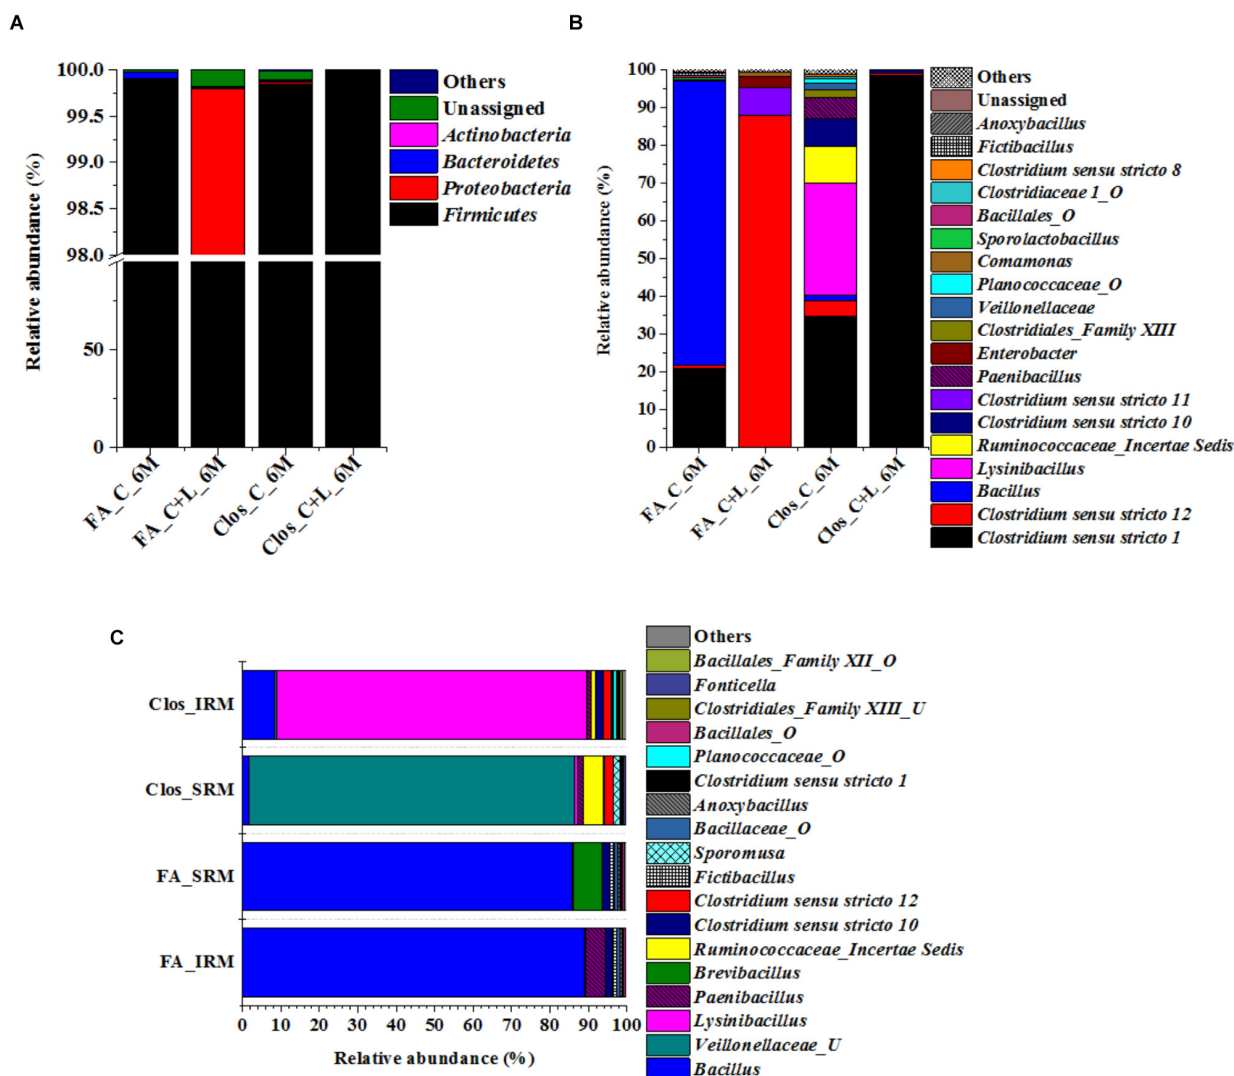 A
Relative abundance (%)
100.0
99.5
99.0
98.5
98.0
50
0
FA_C_6M
FA_C+L_6M
Clos_C_6M
Clos_C+L_6M
Others
Unassigned
Actinobacteria
Bacteroidetes
Proteobacteria
Firmicutes
B
Relative abundance (%)
100
90
80
70
60
50
40
30
20
10
0
FA_C_6M
FA_C+L_6M
Clos_C_6M
Clos_C+L_6M
Others
Unassigned
Anoxybacillus
Fictibacillus
Clostridium sensu stricto 8
Clostridiaceae 1_O
Bacillales_O
Sporolactobacillus
Comamonas
Planococcaceae_O
Veillonellaceae
Clostridiales_Family XIII
Enterobacter
Paenibacillus
Clostridium sensu stricto 11
Clostridium sensu stricto 10
Ruminococcaceae_Incertae Sedis
Lysinibacillus
Bacillus
Clostridium sensu stricto 12
Clostridium sensu stricto 1
C
Clos_IRM
Clos_SRM
FA_SRM
FA_IRM
0 10 20 30 40 50 60 70 80 90 100
Relative abundance (%)
Others
Bacillales_Family XII_O
Fonticella
Clostridiales_Family XIII_U
Bacillales_O
Planococcaceae_O
Clostridium sensu stricto 1
Anoxybacillus
Bacillaceae_O
Sporomusa
Fictibacillus
Clostridium sensu stricto 12
Clostridium sensu stricto 10
Ruminococcaceae_Incertae Sedis
Brevibacillus
Paenibacillus
Lysinibacillus
Veillonellaceae_U
Bacillus